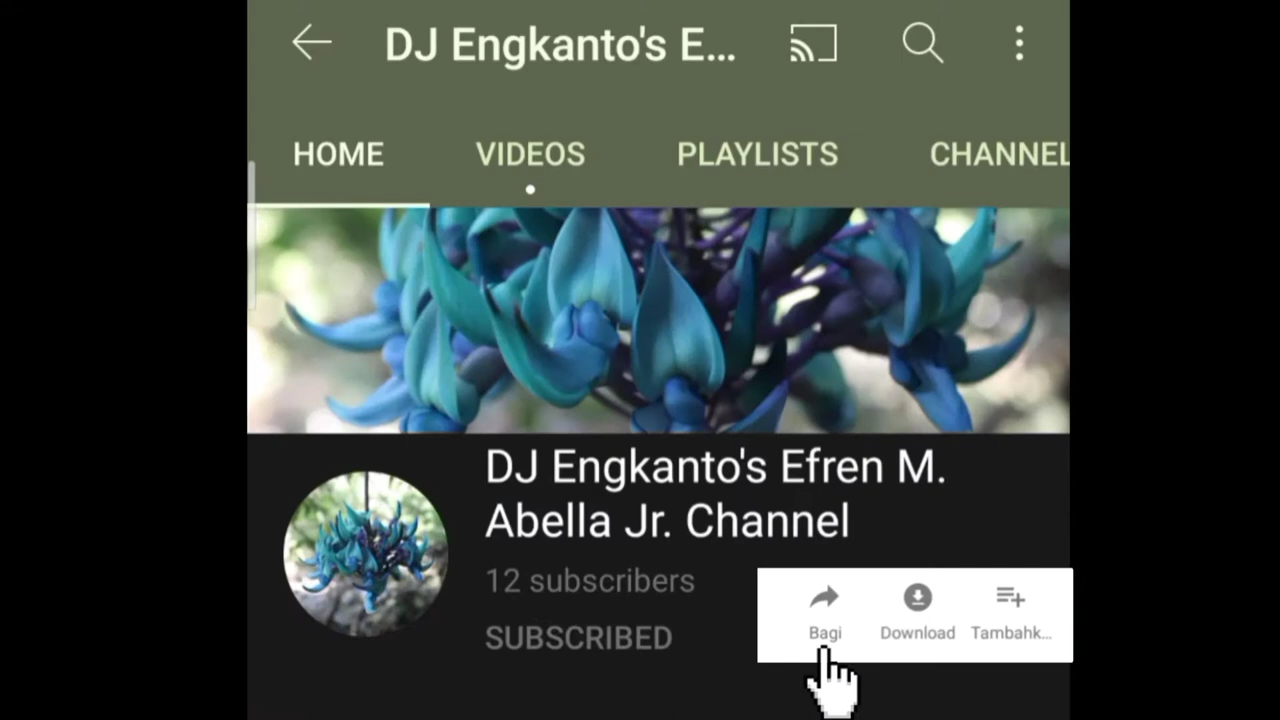 DJ Engkanto's E...
HOME VIDEOS PLAYLISTS CHANNEL
DJ Engkanto's Efren M.
Abella Jr. Channel
12 subscribers
SUBSCRIBED
Bagi Download Tambahk...